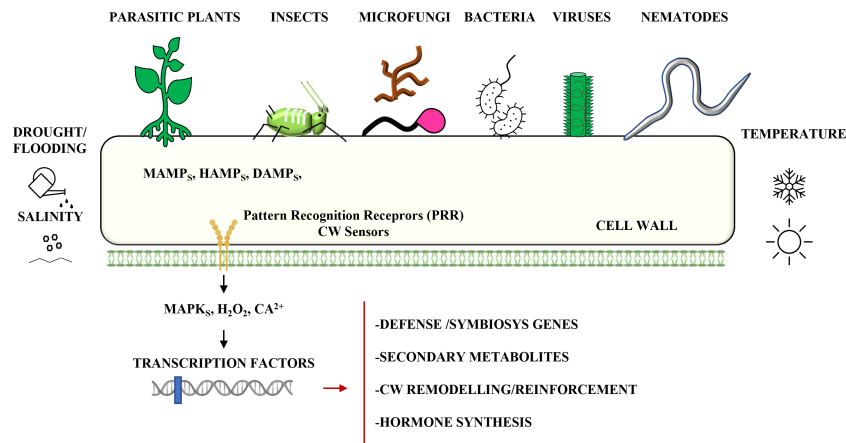 PARASITIC PLANTS
INSECTS
MICROFUNGI
BACTERIA
VIRUSES
NEMATODES
DROUGHT/
FLOODING
SALINITY
TEMPERATURE
MAMPS, HAMPS, DAMPS,
Pattern Recognition Receprors (PRR)
CW Sensors
CELL WALL
MAPKS, H2O2, CA2+
TRANSCRIPTION FACTORS
-DEFENSE /SYMBIOSYS GENES
-SECONDARY METABOLITES
-CW REMODELLING/REINFORCEMENT
-HORMONE SYNTHESIS